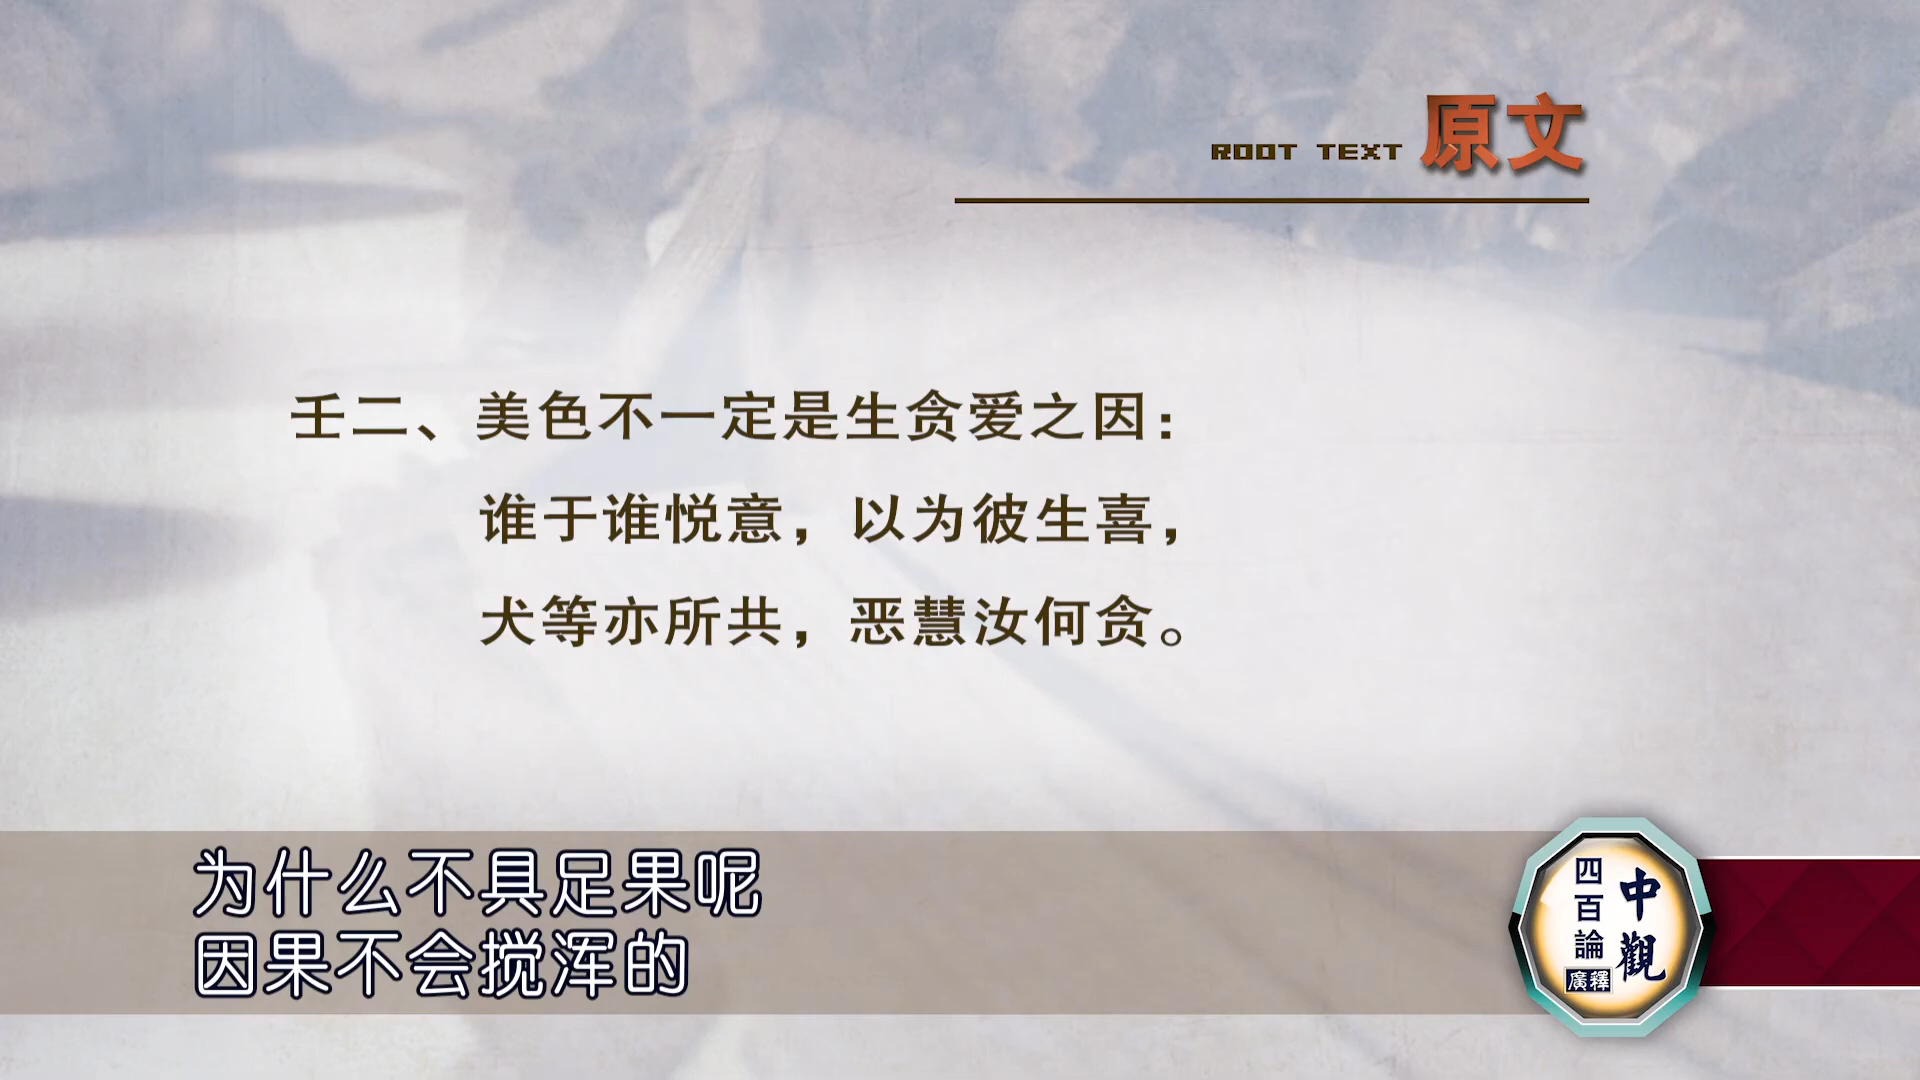 ROOT TEXT 原文
壬二、美色不一定是生贪爱之因：
谁于谁悦意，以为彼生喜，
犬等亦所共，恶慧汝何贪。
为什么不具足果呢
因果不会搅浑的
中觀
四百論
廣釋